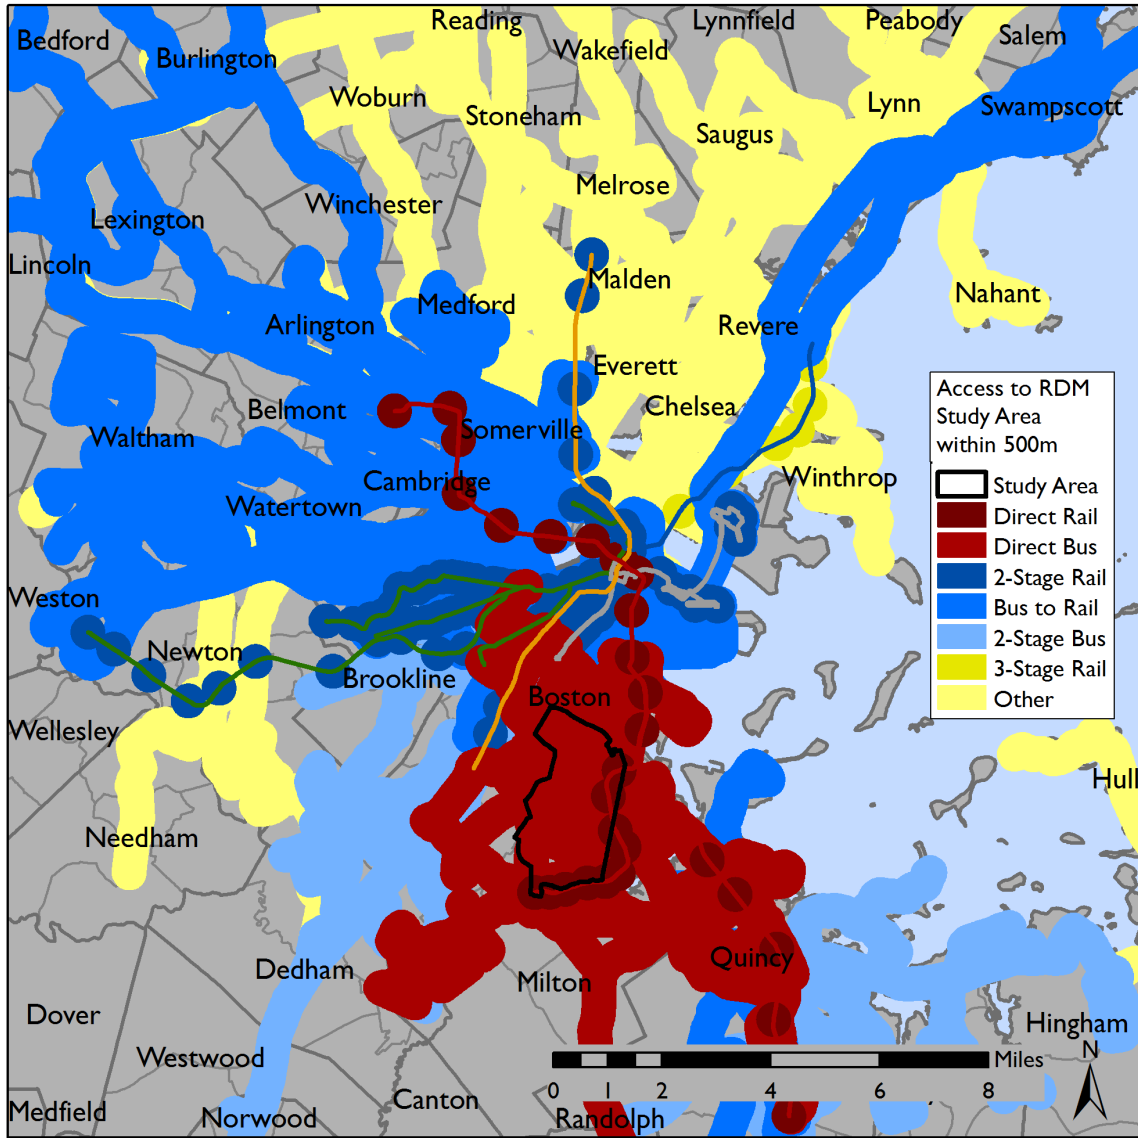 Reading
Lynnfield
Peabody
Bedford
Salem
Burlington
Wakefield
Woburn
Lynn
Swampscott
Stoneham
Saugus
Melrose
Winchester
Lexington
Lincoln
Malden
Nahant
Medford
Arlington
Revere
Everett
Belmont
Chelsea
Somerville
Waltham
Cambridge
Winthrop
Watertown
Weston
Newton
Brookline
Boston
Wellesley
Hull
Needham
Quincy
Dedham
Milton
Dover
Hingham
Westwood
Medfield
Norwood
Canton
Randolph
Access to RDM
Study Area
within 500m
Study Area
Direct Rail
Direct Bus
2-Stage Rail
Bus to Rail
2-Stage Bus
3-Stage Rail
Other
Miles
0 1 2 4 6 8
N